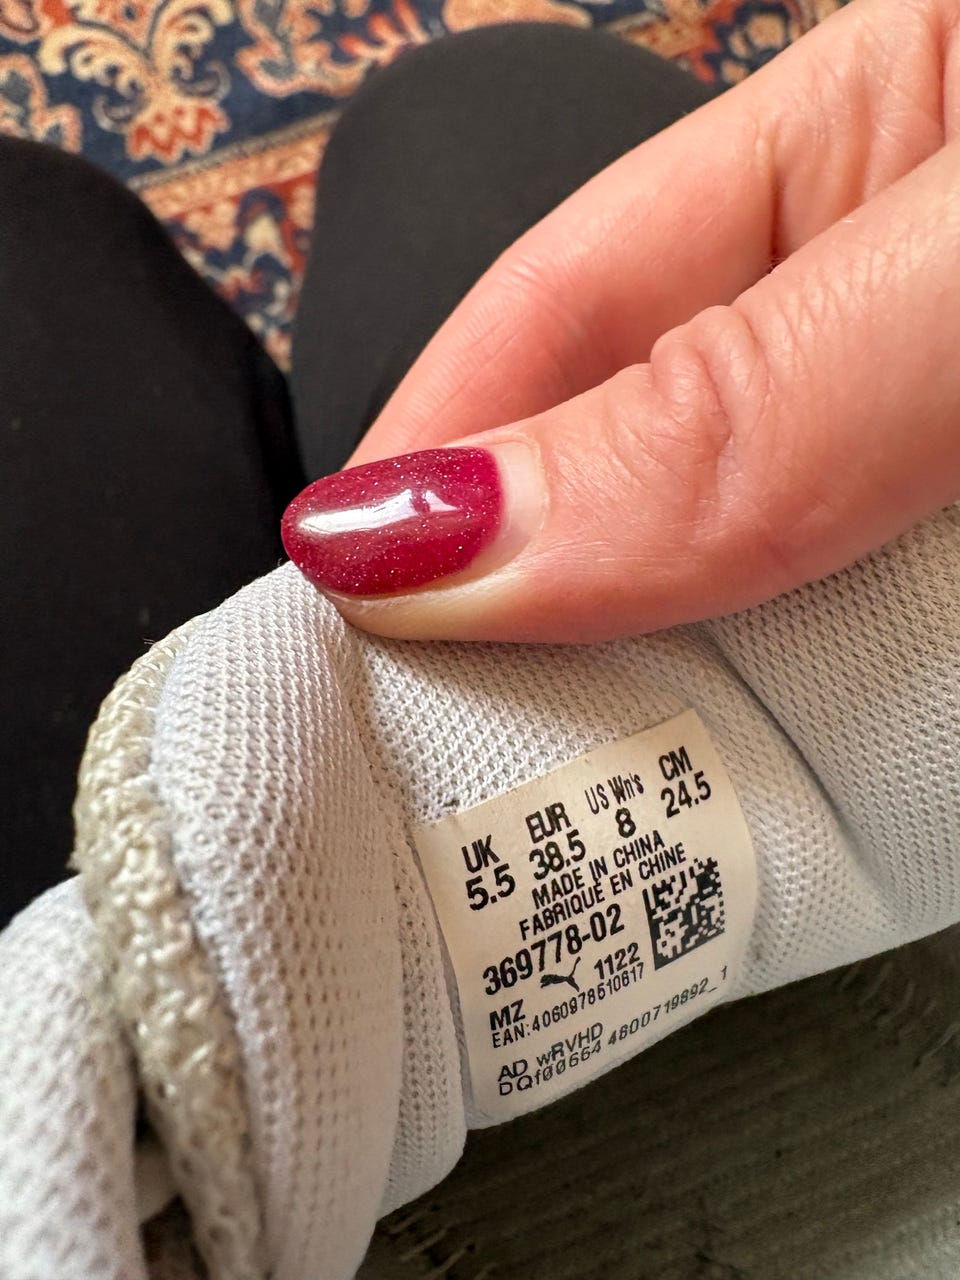 UK EUR US Wn's CM
5.5 38.5 8 24.5
MADE IN CHINA
FABRIQUE EN CHINE
369778-02
MZ 1122
EAN:4060978510817
AD wRVHD
DQf00664 4800719892_1